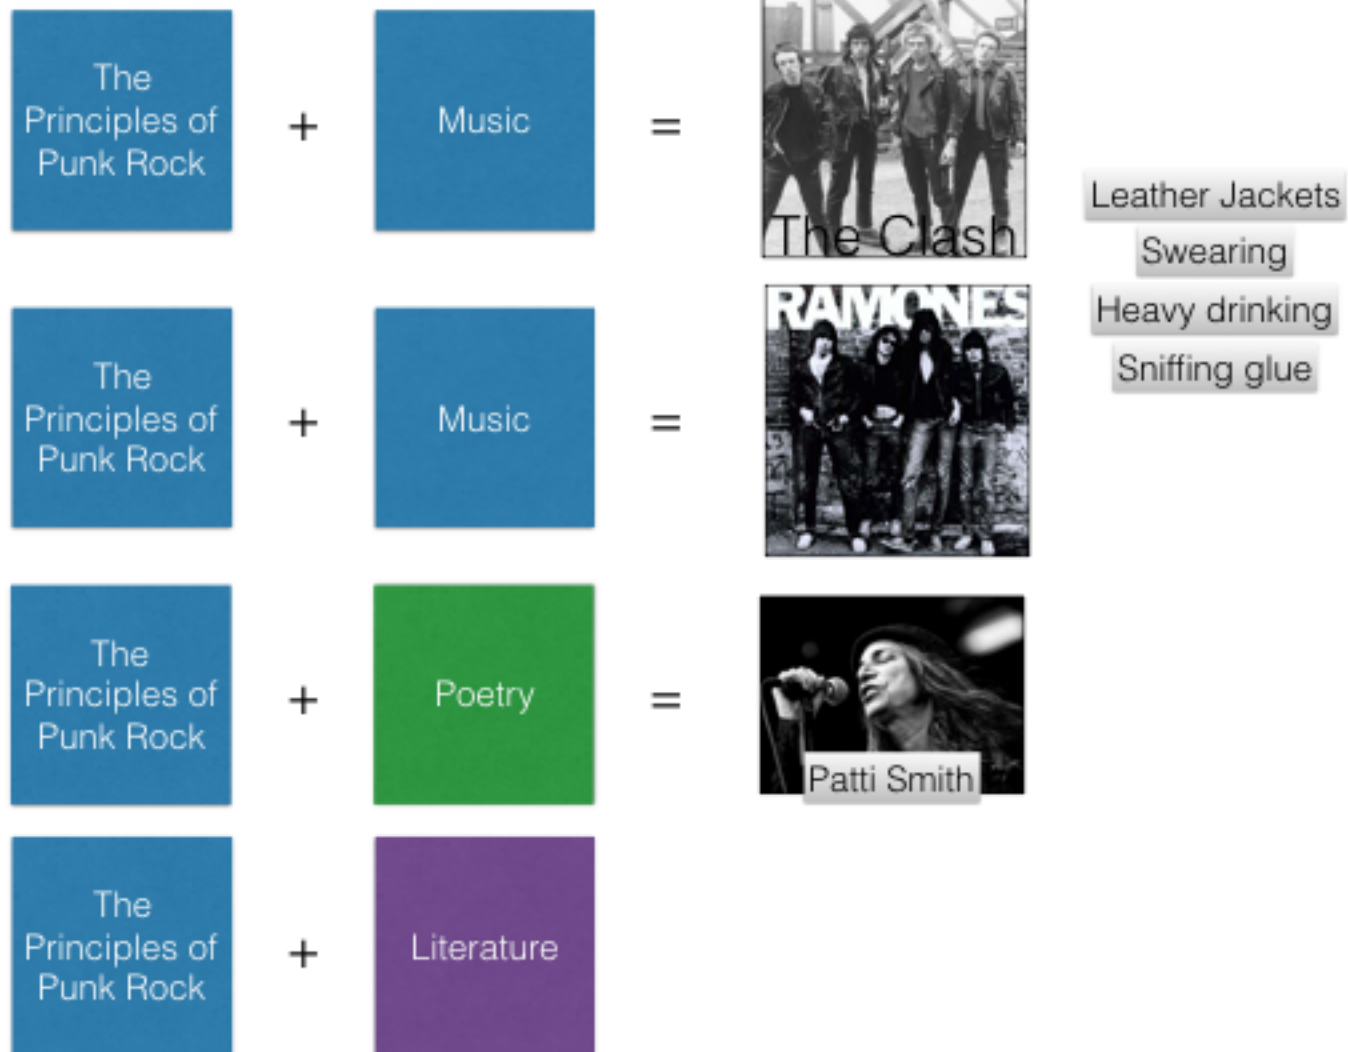 The
Principles of
Punk Rock
+
Music
=
The Clash
Leather Jackets
Swearing
Heavy drinking
Sniffing glue
The
Principles of
Punk Rock
+
Music
=
RAMONES
The
Principles of
Punk Rock
+
Poetry
=
Patti Smith
The
Principles of
Punk Rock
+
Literature